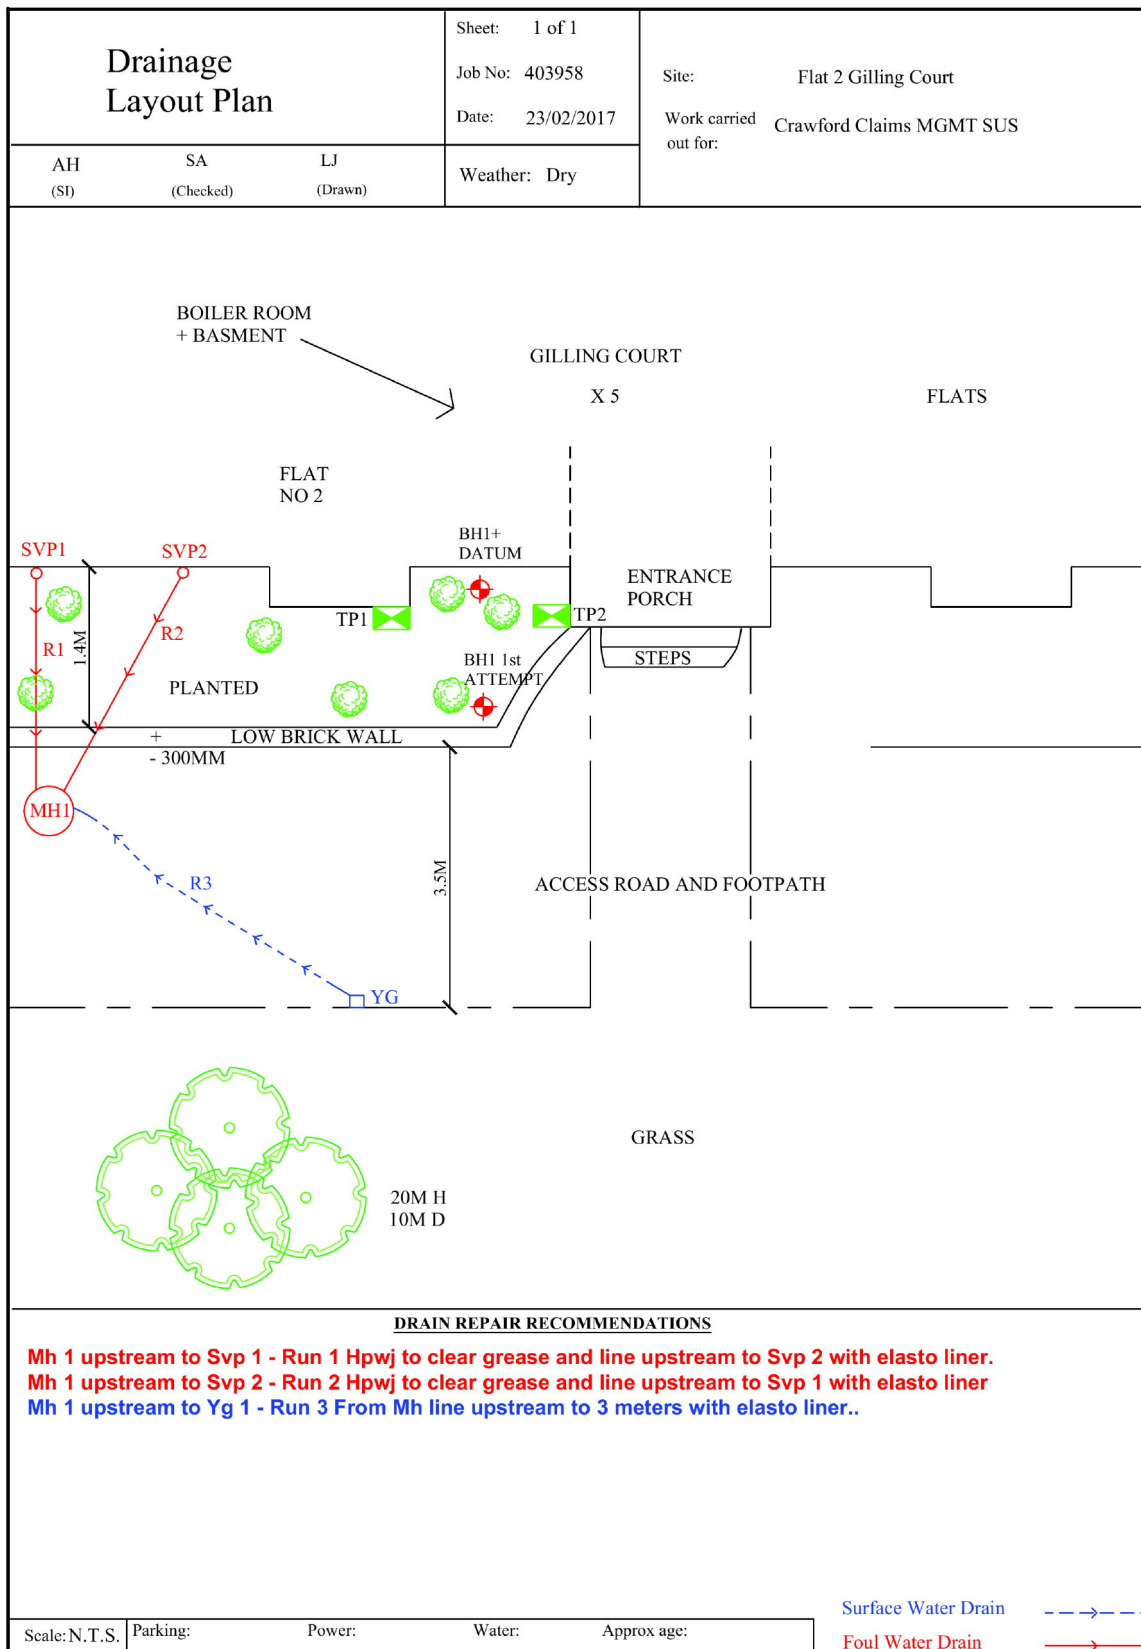 Drainage
Layout Plan
Sheet: 1 of 1
Job No: 403958
Date: 23/02/2017
Site: Flat 2 Gilling Court
Work carried out for: Crawford Claims MGMT SUS
AH
(SI)
SA
(Checked)
LJ
(Drawn)
Weather: Dry
BOILER ROOM
+ BASMENT
GILLING COURT
X 5
FLATS
FLAT
NO 2
SVP1
SVP2
BH1+
DATUM
ENTRANCE
PORCH
TP1
TP2
R1
R2
1.4M
STEPS
BH1 1st
ATTEMPT
PLANTED
+
- 300MM
LOW BRICK WALL
MH1
R3
3.5M
ACCESS ROAD AND FOOTPATH
YG
GRASS
20M H
10M D
DRAIN REPAIR RECOMMENDATIONS
Mh 1 upstream to Svp 1 - Run 1 Hpwj to clear grease and line upstream to Svp 2 with elasto liner.
Mh 1 upstream to Svp 2 - Run 2 Hpwj to clear grease and line upstream to Svp 1 with elasto liner
Mh 1 upstream to Yg 1 - Run 3 From Mh line upstream to 3 meters with elasto liner..
Surface Water Drain
Foul Water Drain
Scale: N.T.S.
Parking:
Power:
Water:
Approx age: